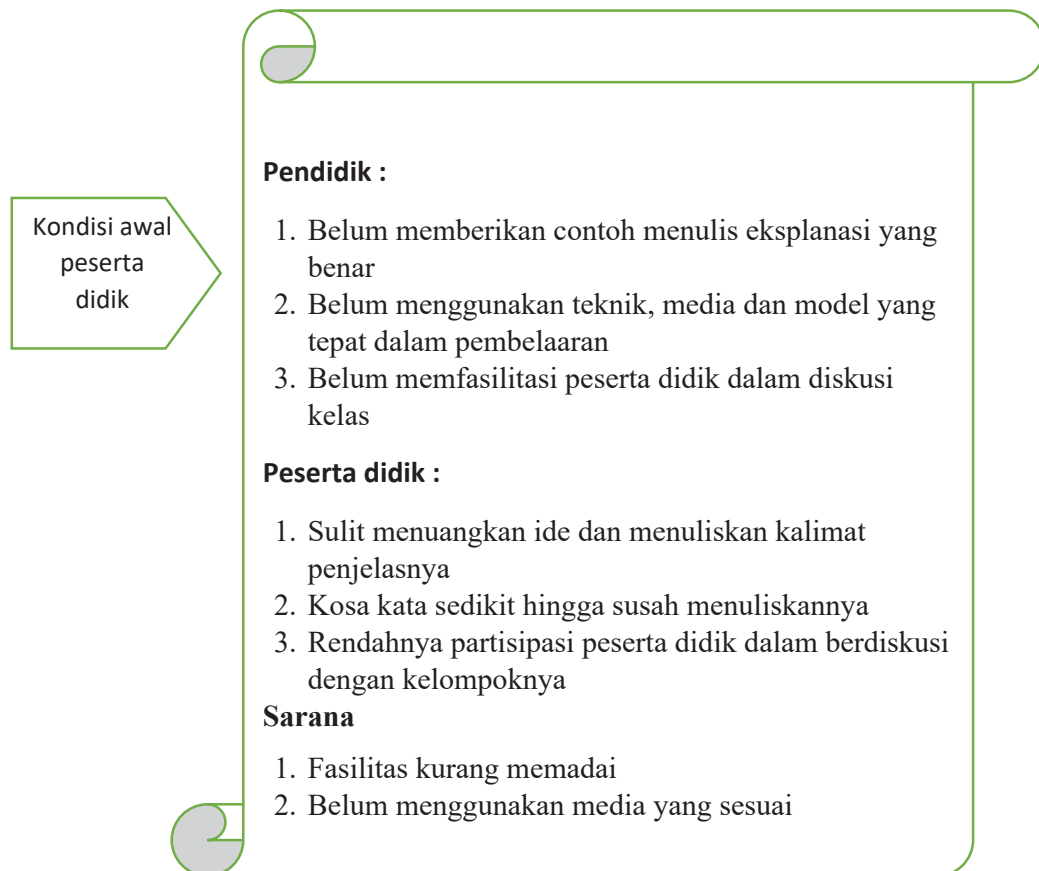 Kondisi awal
peserta
didik
Pendidik :
1. Belum memberikan contoh menulis eksplanasi yang
benar
2. Belum menggunakan teknik, media dan model yang
tepat dalam pembelaaran
3. Belum memfasilitasi peserta didik dalam diskusi
kelas
Peserta didik :
1. Sulit menuangkan ide dan menuliskan kalimat
penjelasnya
2. Kosa kata sedikit hingga susah menuliskannya
3. Rendahnya partisipasi peserta didik dalam berdiskusi
dengan kelompoknya
Sarana
1. Fasilitas kurang memadai
2. Belum menggunakan media yang sesuai